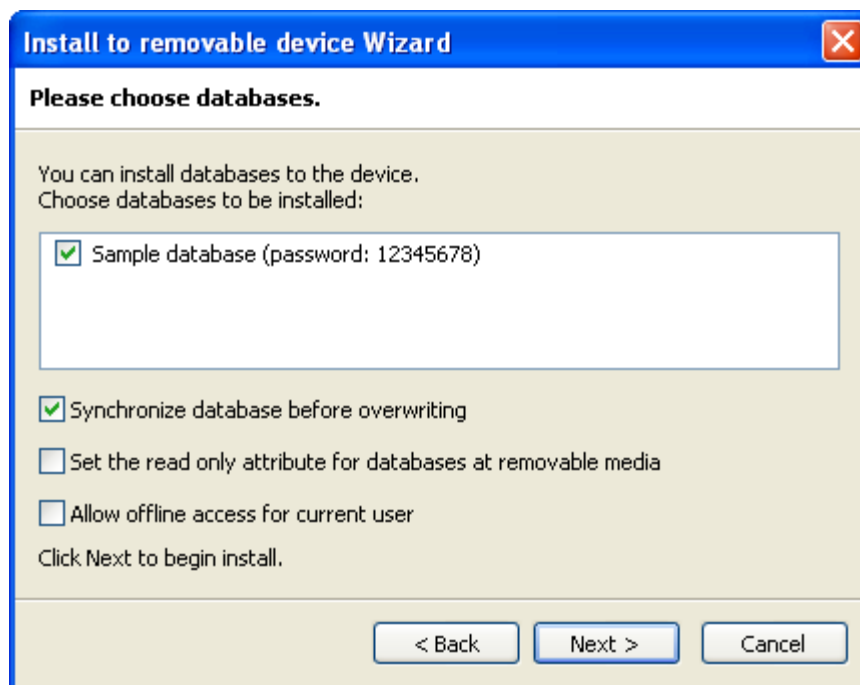 Install to removable device Wizard
Please choose databases.
You can install databases to the device.
Choose databases to be installed:
Sample database (password: 12345678)
Synchronize database before overwriting
Set the read only attribute for databases at removable media
Allow offline access for current user
Click Next to begin install.
< Back Next > Cancel